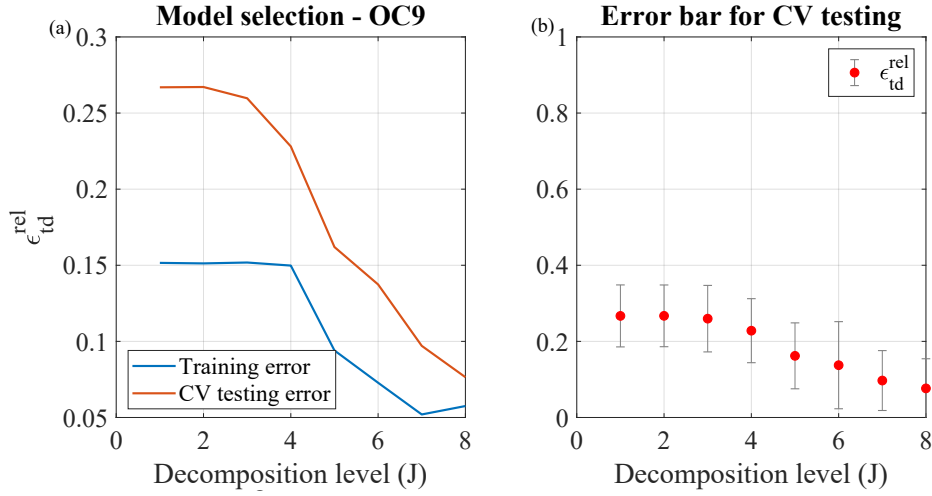 Model selection - OC9
(a)
0.3
0.25
0.2
0.15
0.1
0.05
ϵ_td^rel
Training error
CV testing error
0 2 4 6 8
Decomposition level (J)
Error bar for CV testing
(b)
1
0.8
0.6
0.4
0.2
0
ϵ_td^rel
0 2 4 6 8
Decomposition level (J)